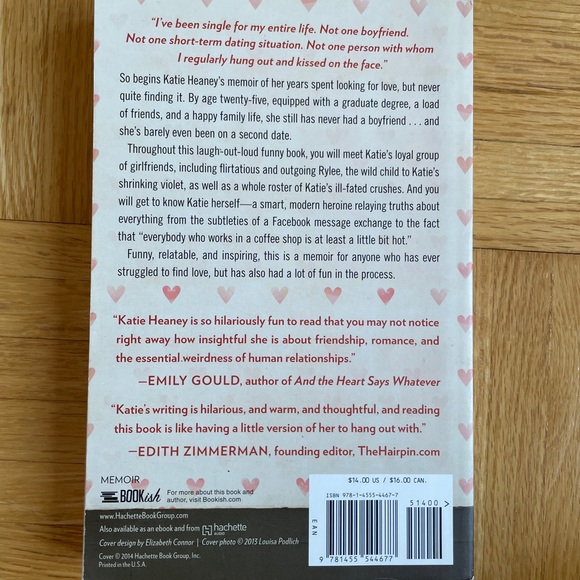 "I've been single for my entire life. Not one boyfriend.
Not one short-term dating situation. Not one person with whom
I regularly hung out and kissed on the face."
So begins Katie Heaney's memoir of her years spent looking for love, but never
quite finding it. By age twenty-five, equipped with a graduate degree, a load
of friends, and a happy family life, she still has never had a boyfriend . . . and
she's barely even been on a second date.
Throughout this laugh-out-loud funny book, you will meet Katie's loyal group
of girlfriends, including flirtatious and outgoing Rylee, the wild child to Katie's
shrinking violet, as well as a whole roster of Katie's ill-fated crushes. And you
will get to know Katie herself—a smart, modern heroine relaying truths about
everything from the subtleties of a Facebook message exchange to the fact
that "everybody who works in a coffee shop is at least a little bit hot."
Funny, relatable, and inspiring, this is a memoir for anyone who has ever
struggled to find love, but has also had a lot of fun in the process.
"Katie Heaney is so hilariously fun to read that you may not notice
right away how insightful she is about friendship, romance, and
the essential weirdness of human relationships."
—EMILY GOULD, author of And the Heart Says Whatever
"Katie's writing is hilarious, and warm, and thoughtful, and reading
this book is like having a little version of her to hang out with."
—EDITH ZIMMERMAN, founding editor, TheHairpin.com
MEMOIR
BOOKish
For more about this book and
author, visit Bookish.com.
www.HachetteBookGroup.com
Also available as an ebook and from hachette
AUDIO
Cover design by Elizabeth Connor | Cover photo © 2013 Louisa Podlich
Cover © 2014 Hachette Book Group, Inc.
Printed in the U.S.A.
$14.00 US / $16.00 CAN.
ISBN 978-1-4555-4467-7
51400
EAN
9 781455 544677